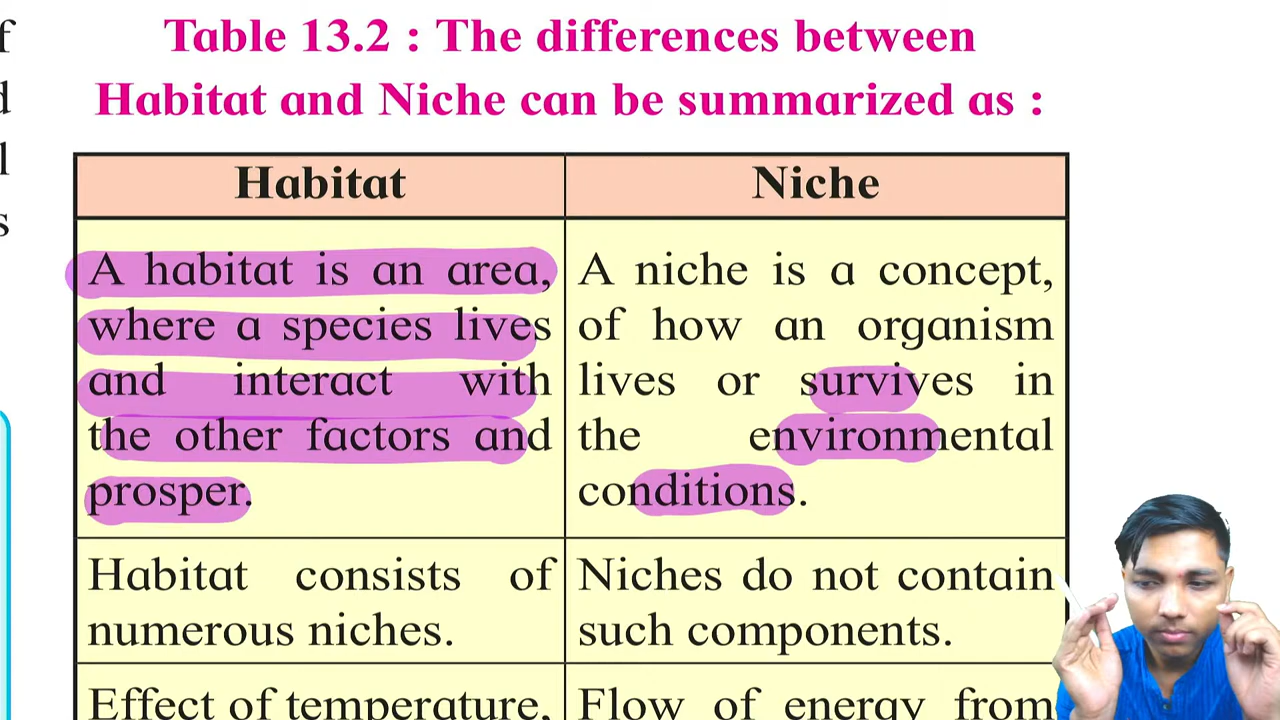 f
d
l
s
Table 13.2 : The differences between
Habitat and Niche can be summarized as :
Habitat
Niche
A habitat is an area,
where a species lives
and interact with
the other factors and
prosper.
A niche is a concept,
of how an organism
lives or survives in
the environmental
conditions.
Habitat consists of
numerous niches.
Niches do not contain
such components.
Effect of temperature,
Flow of energy from